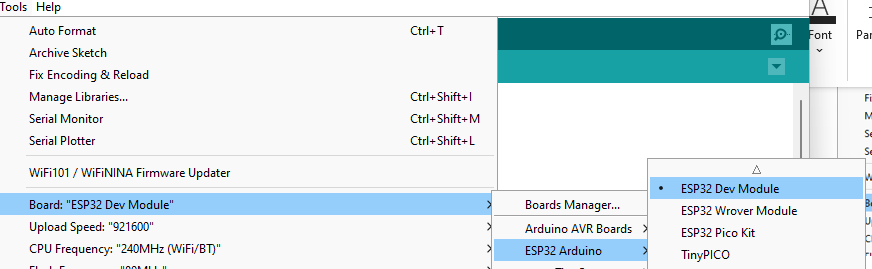 Tools Help
Auto Format Ctrl+T
Archive Sketch
Fix Encoding & Reload
Manage Libraries... Ctrl+Shift+I
Serial Monitor Ctrl+Shift+M
Serial Plotter Ctrl+Shift+L
WiFi101 / WiFiNINA Firmware Updater
Board: "ESP32 Dev Module"
Upload Speed: "921600"
CPU Frequency: "240MHz (WiFi/BT)"
Boards Manager...
Arduino AVR Boards
ESP32 Arduino
ESP32 Dev Module
ESP32 Wrover Module
ESP32 Pico Kit
TinyPICO
A
Font